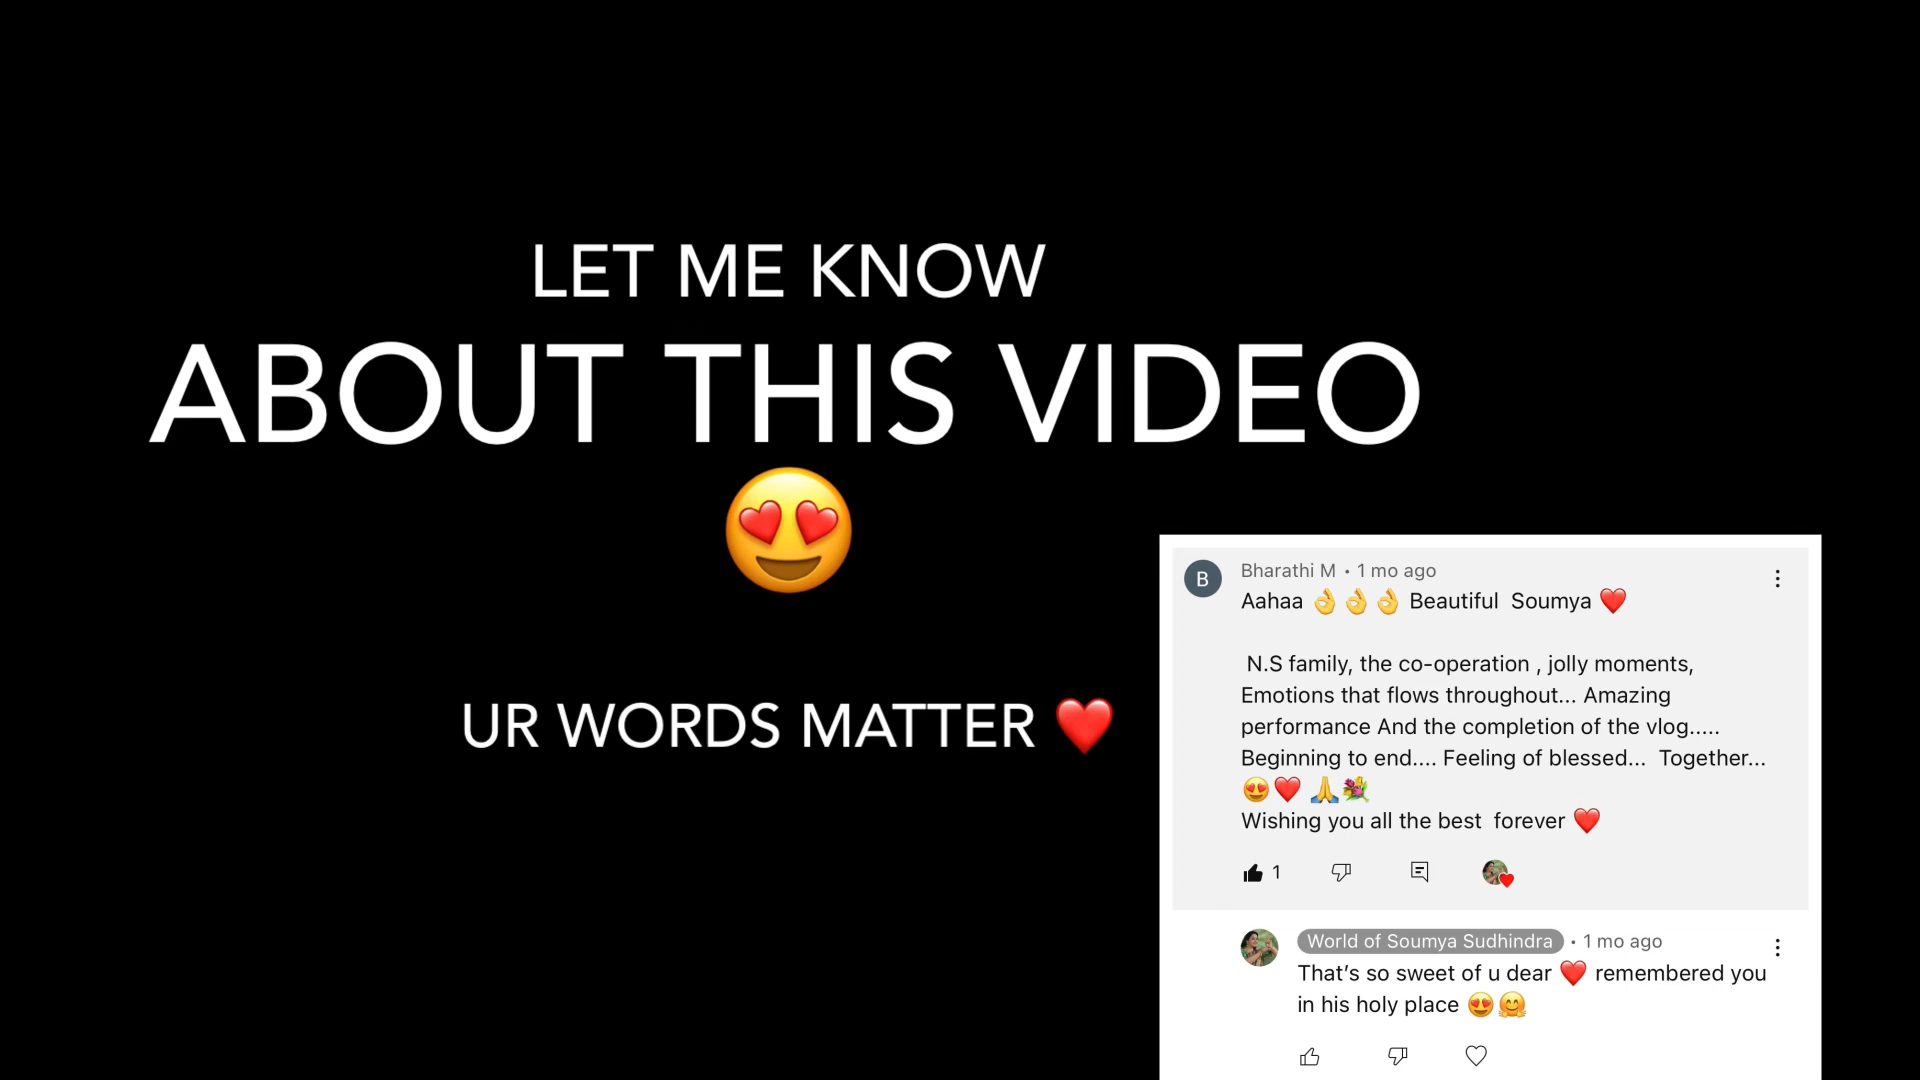 LET ME KNOW
ABOUT THIS VIDEO
😍
UR WORDS MATTER ❤️
B
Bharathi M • 1 mo ago
Aahaa 👌👌👌 Beautiful Soumya ❤️
N.S family, the co-operation , jolly moments,
Emotions that flows throughout... Amazing
performance And the completion of the vlog.....
Beginning to end.... Feeling of blessed... Together...
😍❤️ 🙏💐
Wishing you all the best forever ❤️
1
World of Soumya Sudhindra • 1 mo ago
That's so sweet of u dear ❤️ remembered you
in his holy place 😍🤗